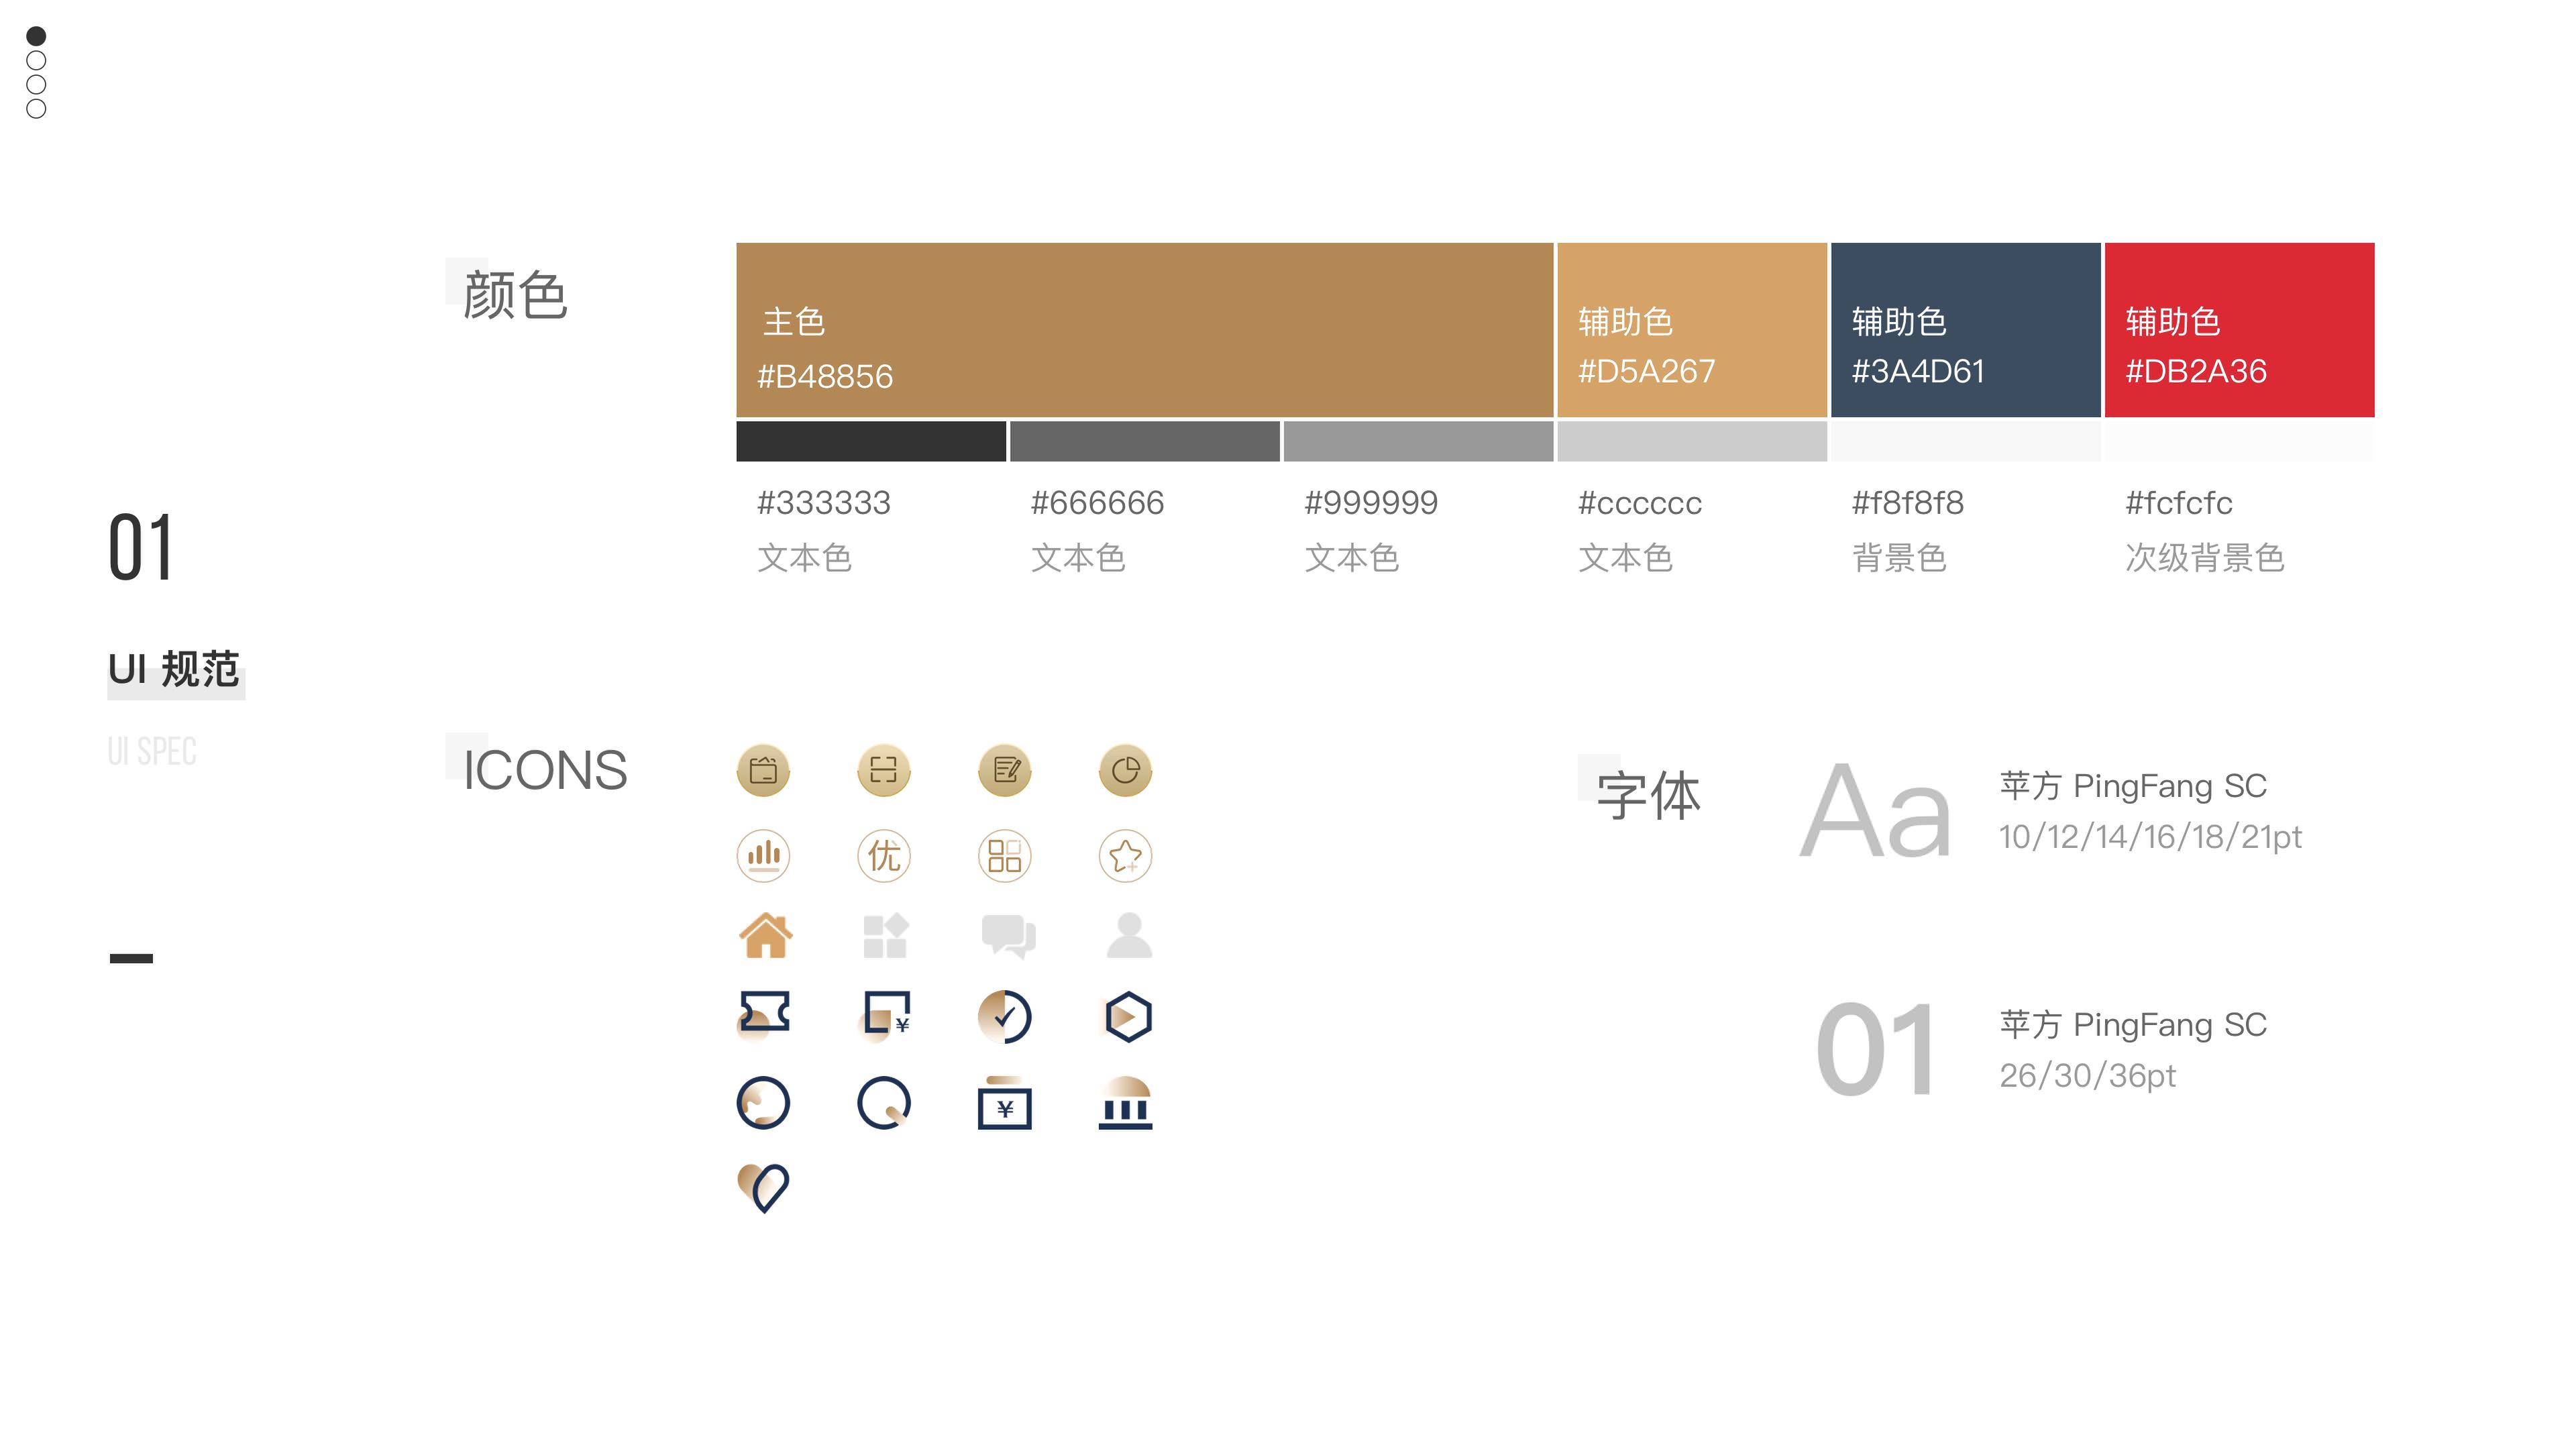 01
UI 规范
UI SPEC
颜色
主色
#B48856
辅助色
#D5A267
辅助色
#3A4D61
辅助色
#DB2A36
#333333
文本色
#666666
文本色
#999999
文本色
#cccccc
文本色
#f8f8f8
背景色
#fcfcfc
次级背景色
ICONS
优
¥
¥
字体
Aa
苹方 PingFang SC
10/12/14/16/18/21pt
01
苹方 PingFang SC
26/30/36pt